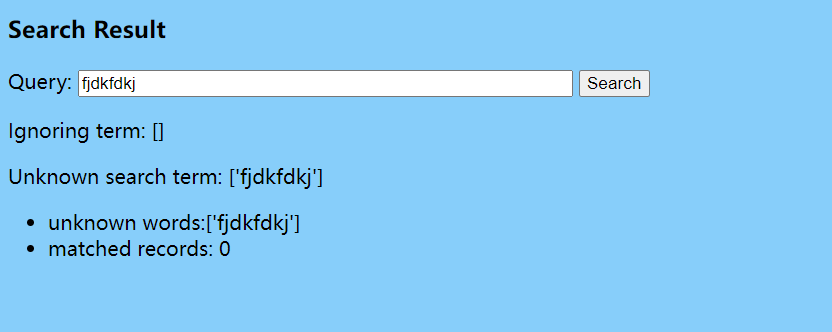 Search Result
Query: fjdkfdkj Search
Ignoring term: []
Unknown search term: ['fjdkfdkj']
• unknown words:['fjdkfdkj']
• matched records: 0